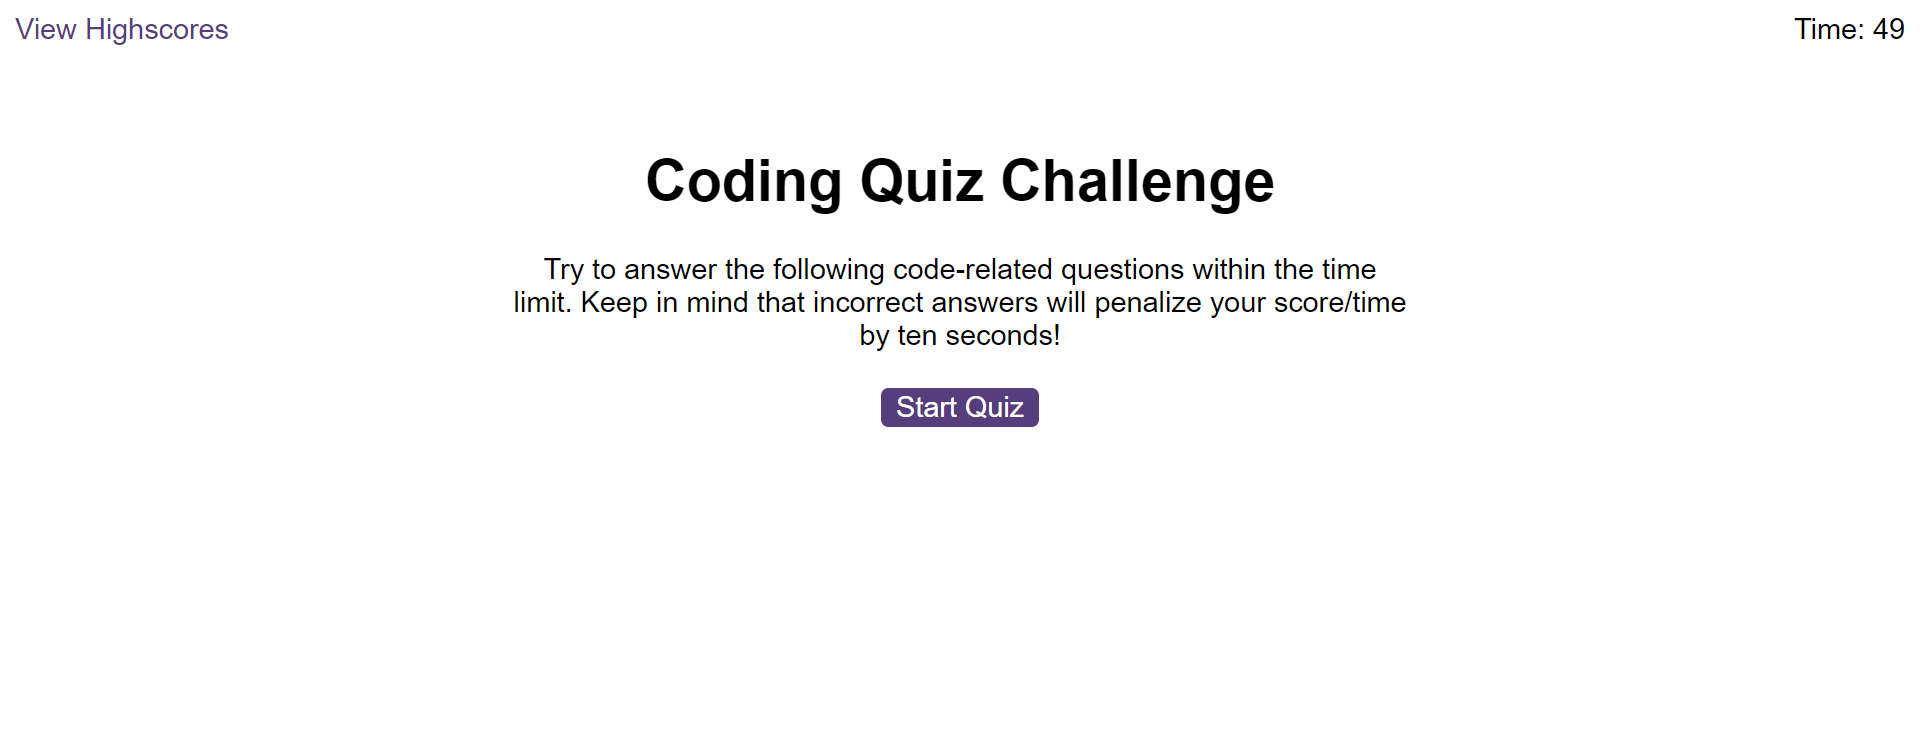 View Highscores
Time: 49
Coding Quiz Challenge
Try to answer the following code-related questions within the time
limit. Keep in mind that incorrect answers will penalize your score/time
by ten seconds!
Start Quiz